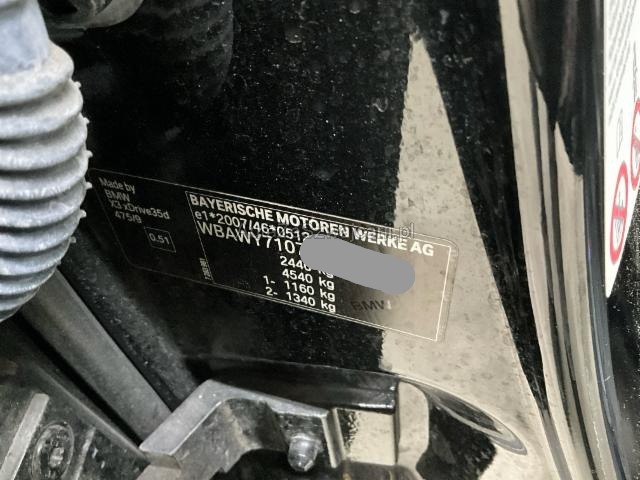 Made by
BMW
X3 xDrive35d
475/9
0.51
BAYERISCHE MOTOREN WERKE AG
e1*2007/46*0512
WBAWY710
2440 kg
4540 kg
1- 1160 kg
2- 1340 kg
BMW